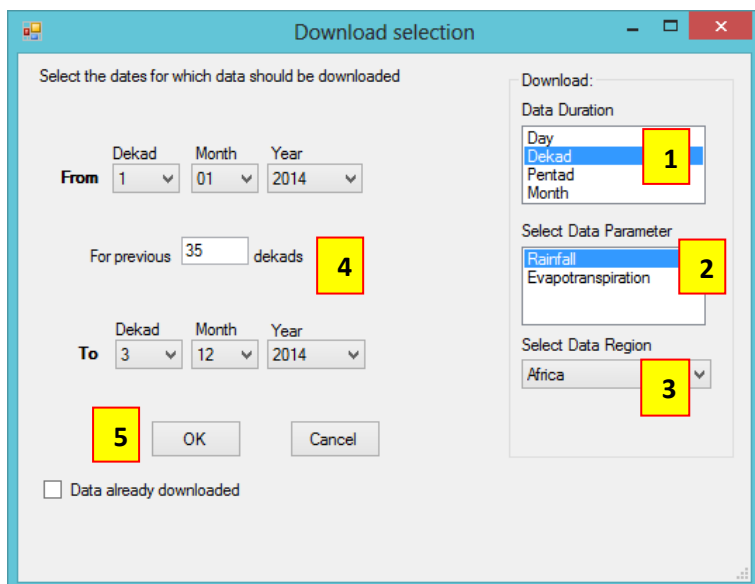 Download selection
Select the dates for which data should be downloaded
Dekad Month Year
From 1 01 2014
For previous 35 dekads 4
Dekad Month Year
To 3 12 2014
5 OK Cancel
Data already downloaded
Download:
Data Duration
Day
Dekad 1
Pentad
Month
Select Data Parameter
Rainfall 2
Evapotranspiration
Select Data Region
Africa 3